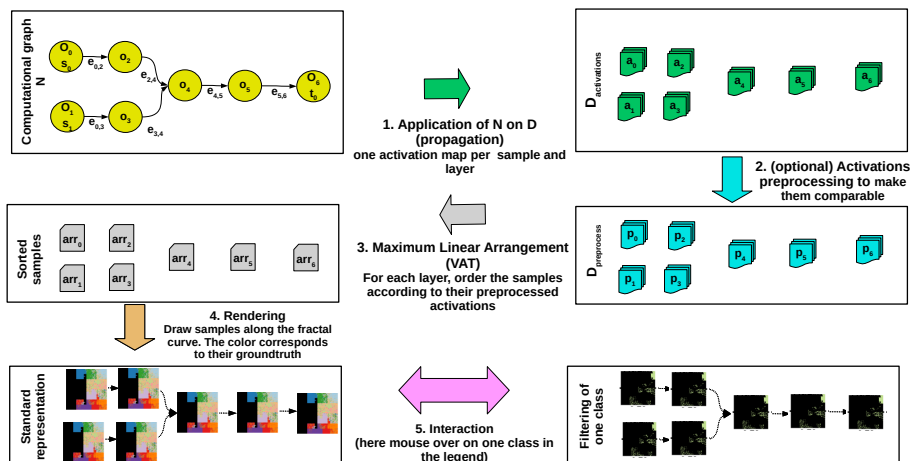 Computational graph
N
O0
s0
e0,2
o2
e2,4
O1
s1
e0,3
o3
e3,4
o4
e4,5
o5
e5,6
O6
t0
1. Application of N on D
(propagation)
one activation map per sample and
layer
Dactivations
a0
a2
a1
a3
a4
a5
a6
2. (optional) Activations
preprocessing to make
them comparable
Dpreprocess
p0
p2
p1
p3
p4
p5
p6
3. Maximum Linear Arrangement
(VAT)
For each layer, order the samples
according to their preprocessed
activations
Sorted
samples
arr0
arr2
arr1
arr3
arr4
arr5
arr6
4. Rendering
Draw samples along the fractal
curve. The color corresponds
to their groundtruth
Standard
representation
5. Interaction
(here mouse over on one class in
the legend)
Filtering of
one class